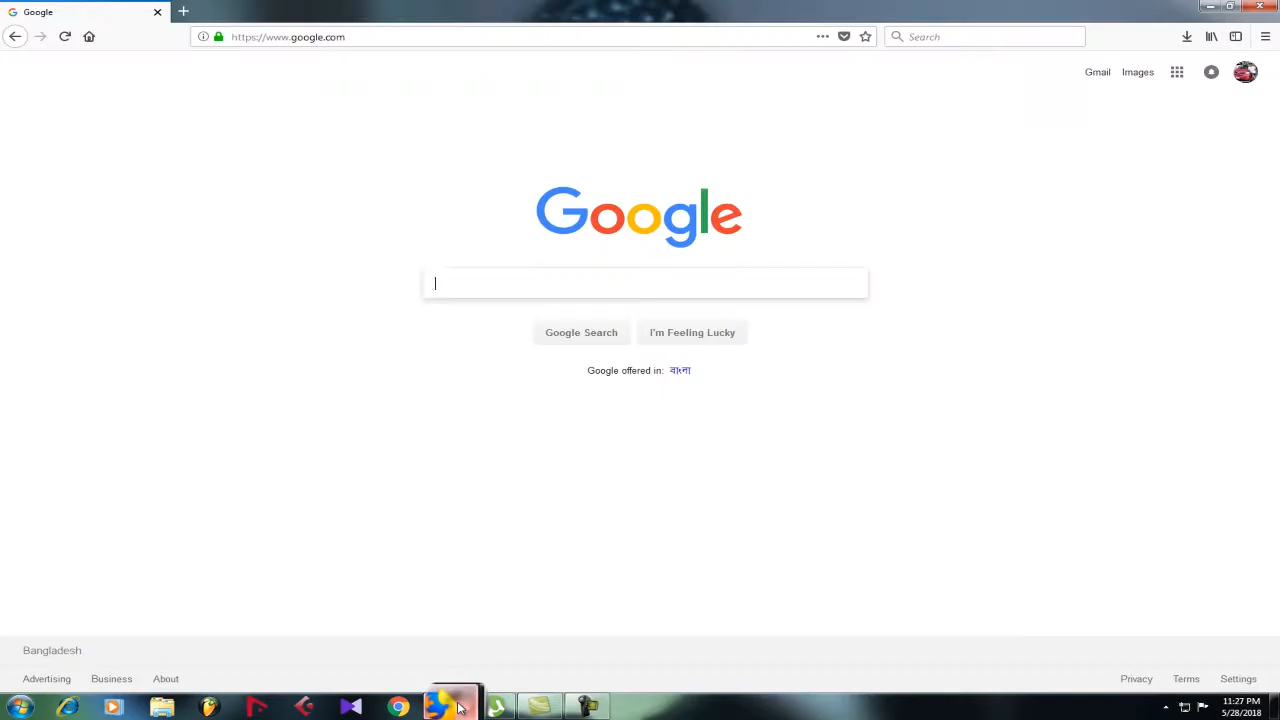 Google
https://www.google.com
Search
Gmail Images
Google
Google Search I'm Feeling Lucky
Google offered in: বাংলা
Bangladesh
Advertising Business About
Privacy Terms Settings
11:27 PM
5/28/2018